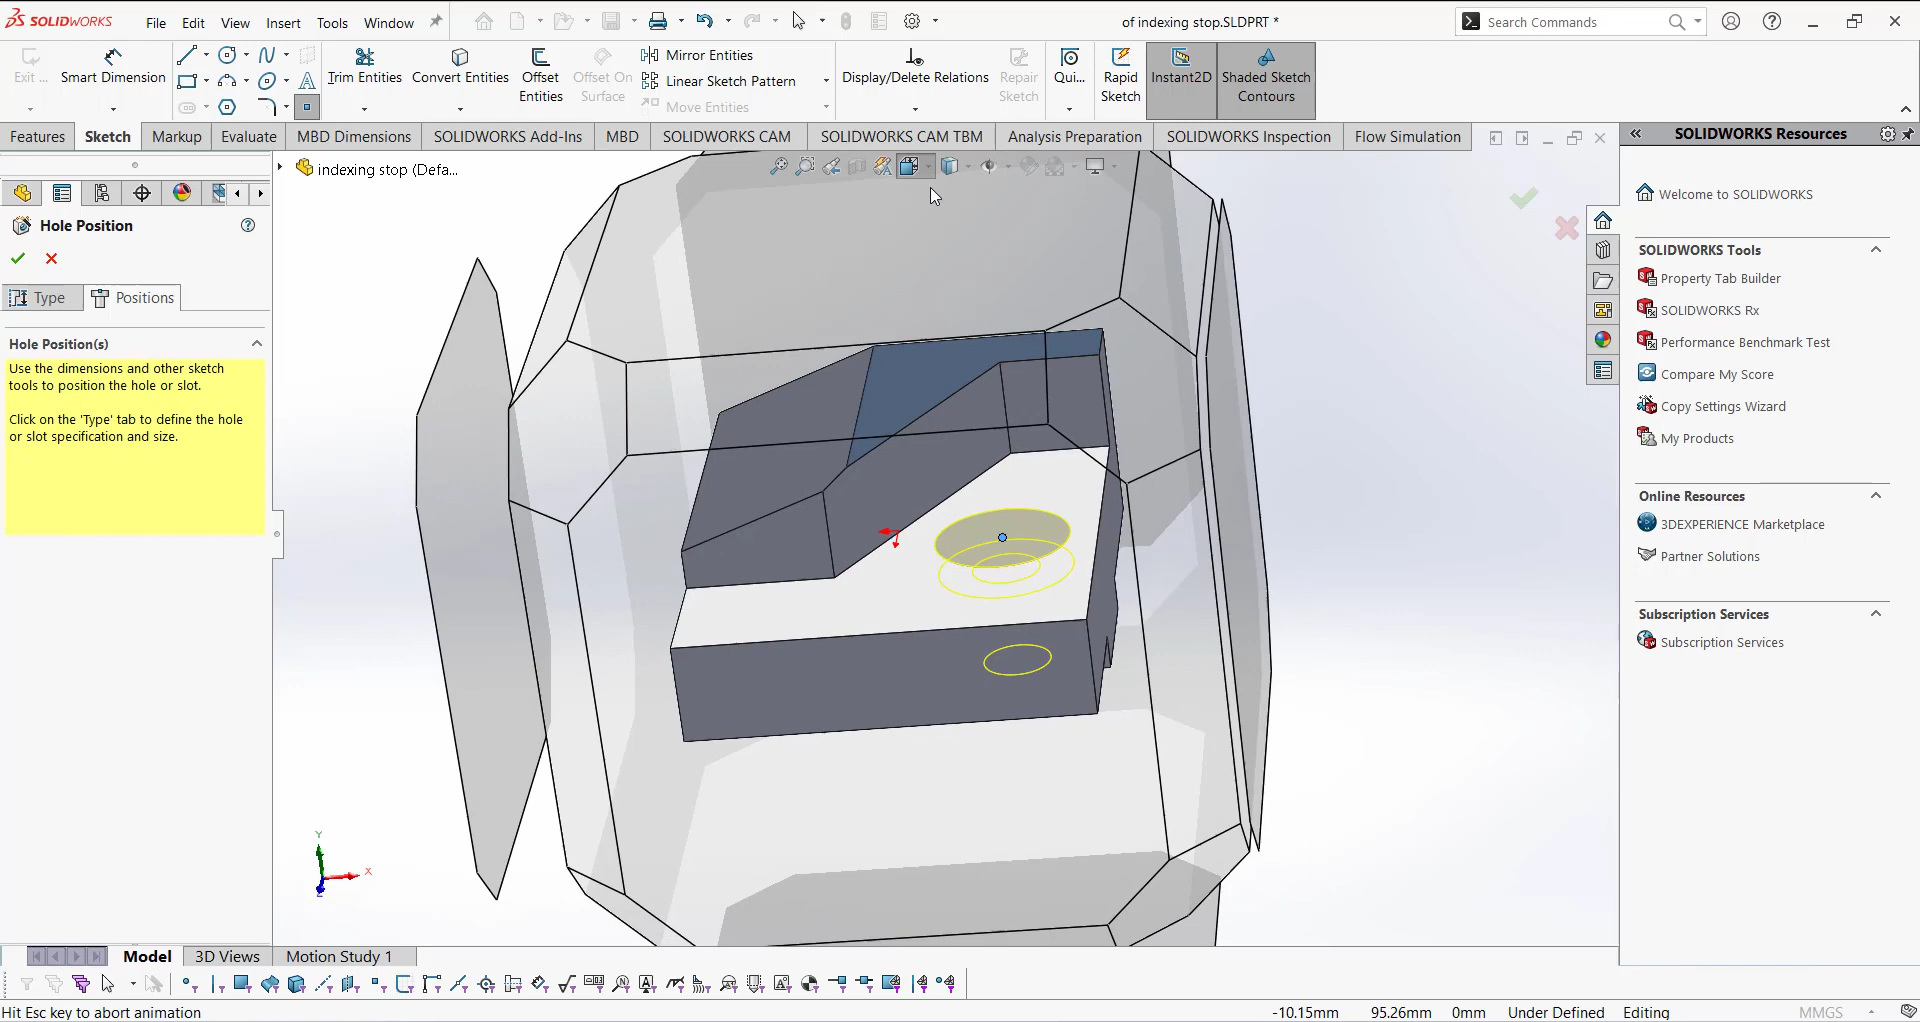 SOLIDWORKS
File
Edit
View
Insert
Tools
Window
of indexing stop.SLDPRT *
Search Commands
Exit ...
Smart Dimension
Trim Entities
Convert Entities
Offset
Entities
Offset On
Surface
Mirror Entities
Linear Sketch Pattern
Move Entities
Display/Delete Relations
Repair
Sketch
Qui...
Rapid
Sketch
Instant2D
Shaded Sketch
Contours
Features
Sketch
Markup
Evaluate
MBD Dimensions
SOLIDWORKS Add-Ins
MBD
SOLIDWORKS CAM
SOLIDWORKS CAM TBM
Analysis Preparation
SOLIDWORKS Inspection
Flow Simulation
SOLIDWORKS Resources
indexing stop (Defa...
Welcome to SOLIDWORKS
Hole Position
Type
Positions
Hole Position(s)
Use the dimensions and other sketch
tools to position the hole or slot.
Click on the 'Type' tab to define the hole
or slot specification and size.
SOLIDWORKS Tools
Property Tab Builder
SOLIDWORKS Rx
Performance Benchmark Test
Compare My Score
Copy Settings Wizard
My Products
Online Resources
3DEXPERIENCE Marketplace
Partner Solutions
Subscription Services
Subscription Services
Y
X
Z
Model
3D Views
Motion Study 1
Hit Esc key to abort animation
-10.15mm
95.26mm
0mm
Under Defined
Editing
MMGS